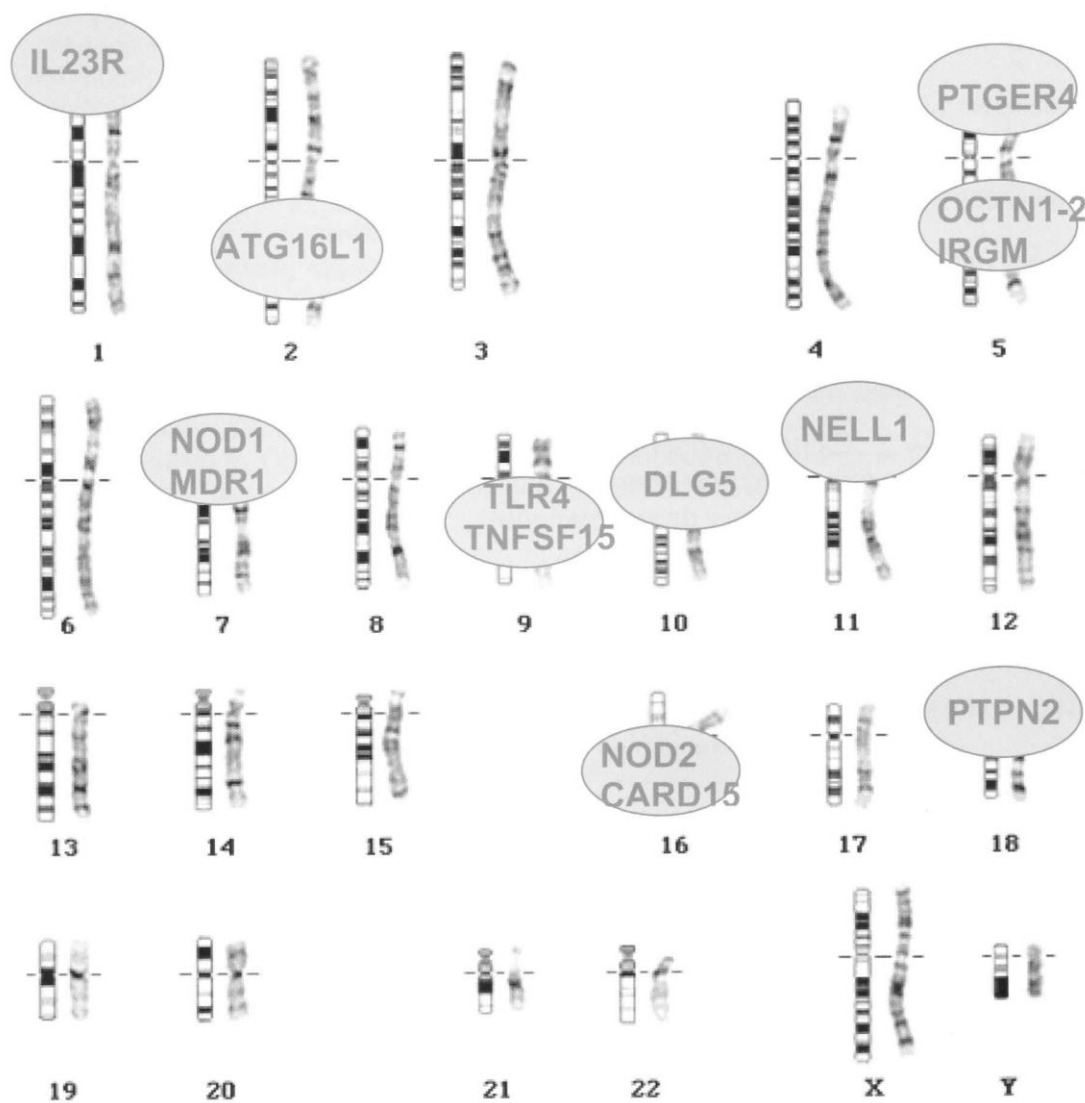 IL23R
PTGER4
ATG16L1
OCTN1-2
IRGM
1
2
3
4
5
NOD1
MDR1
TLR4
TNFSF15
DLG5
NELL1
6
7
8
9
10
11
12
NOD2
CARD15
PTPN2
13
14
15
16
17
18
19
20
21
22
X
Y